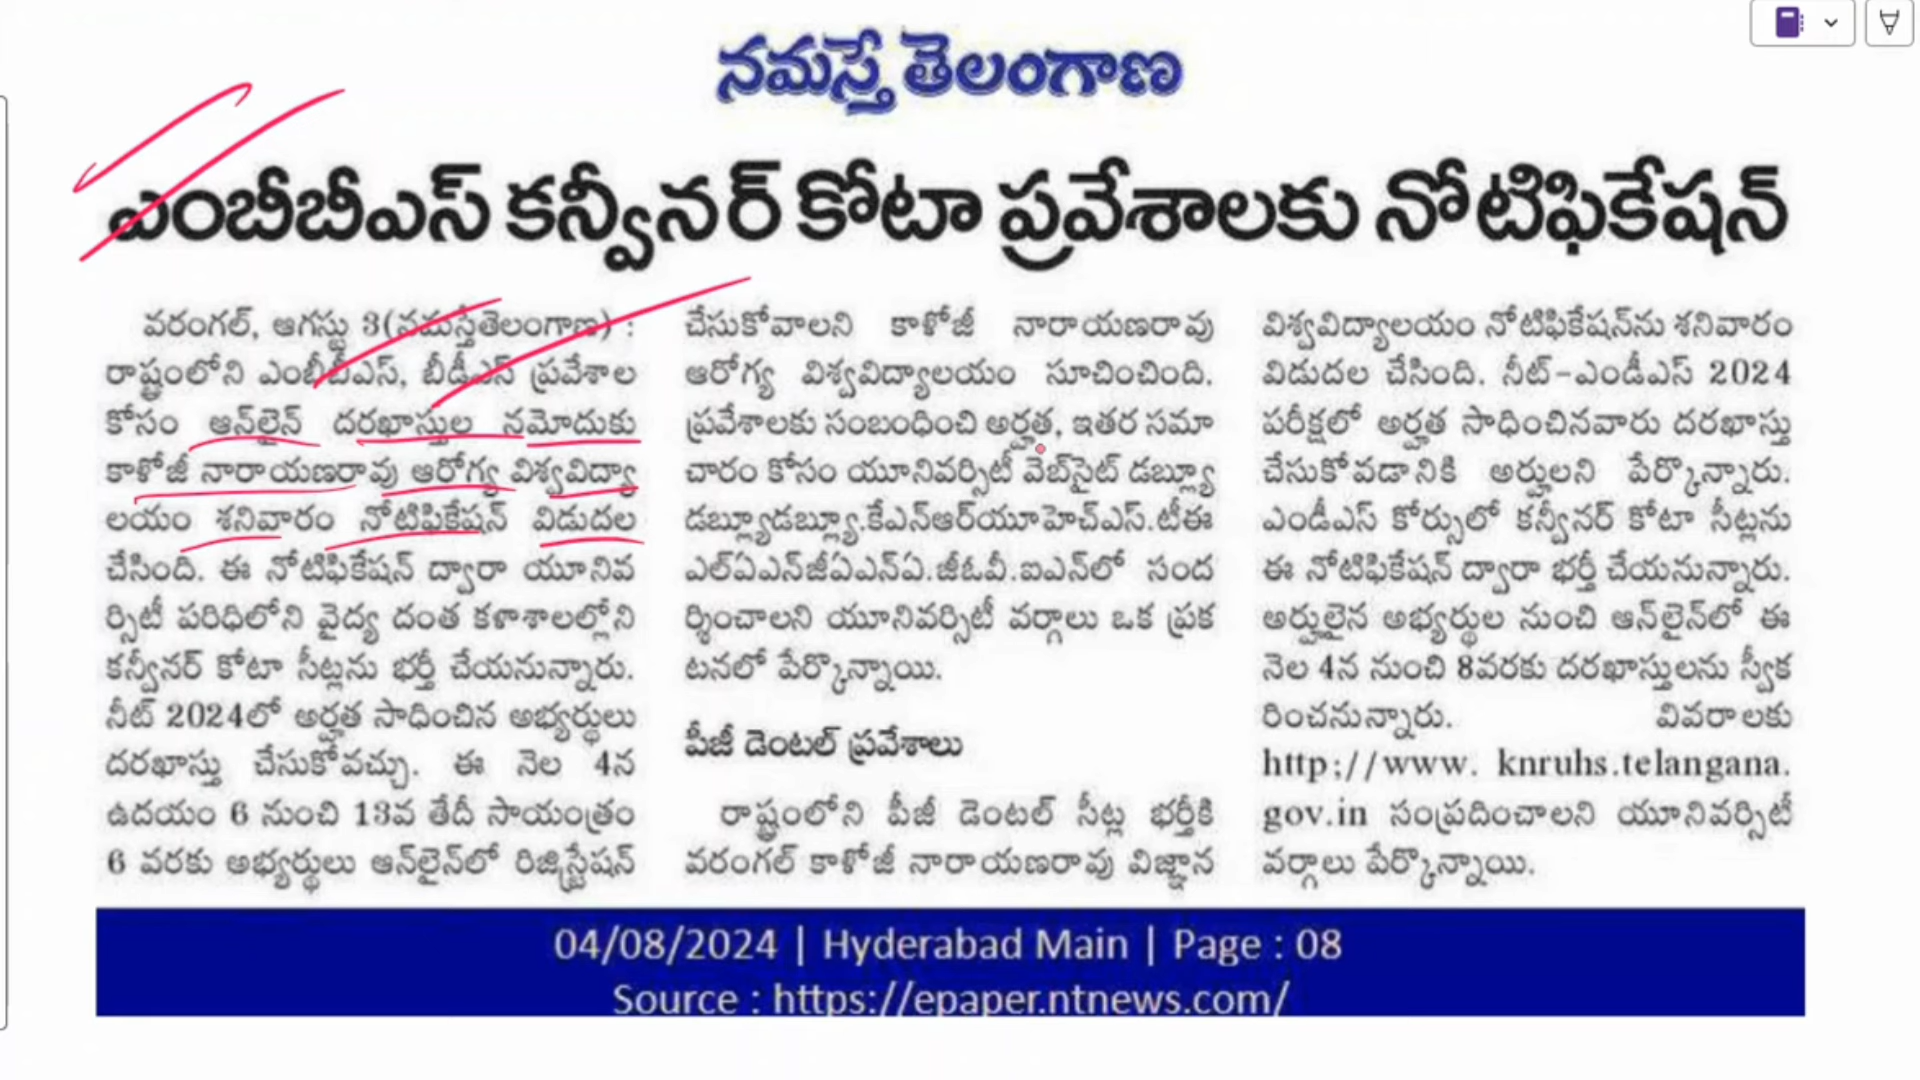 నమస్తే తెలంగాణ
ఎంబీబీఎస్ కన్వీనర్ కోటా ప్రవేశాలకు నోటిఫికేషన్
వరంగల్, ఆగస్టు 3(నమస్తేతెలంగాణ) :
రాష్ట్రంలోని ఎంబీబీఎస్, బీడీఎస్ ప్రవేశాల
కోసం ఆన్‌లైన్ దరఖాస్తుల నమోదుకు
కాళోజీ నారాయణరావు ఆరోగ్య విశ్వవిద్యా
లయం శనివారం నోటిఫికేషన్ విడుదల
చేసింది. ఈ నోటిఫికేషన్ ద్వారా యూనివ
ర్సిటీ పరిధిలోని వైద్య దంత కళాశాలల్లోని
కన్వీనర్ కోటా సీట్లను భర్తీ చేయనున్నారు.
నీట్ 2024లో అర్హత సాధించిన అభ్యర్థులు
దరఖాస్తు చేసుకోవచ్చు. ఈ నెల 4న
ఉదయం 6 నుంచి 13వ తేదీ సాయంత్రం
6 వరకు అభ్యర్థులు ఆన్‌లైన్‌లో రిజిస్ట్రేషన్
చేసుకోవాలని కాళోజీ నారాయణరావు
ఆరోగ్య విశ్వవిద్యాలయం సూచించింది.
ప్రవేశాలకు సంబంధించి అర్హత, ఇతర సమా
చారం కోసం యూనివర్సిటీ వెబ్‌సైట్ డబ్ల్యూ
డబ్ల్యూడబ్ల్యూ.కేఎన్ఆర్‌యూహెచ్ఎస్.టీఈ
ఎల్ఏఎన్‌జీఏఎన్ఏ.జీఓవీ.ఐఎన్‌లో సంద
ర్శించాలని యూనివర్సిటీ వర్గాలు ఒక ప్రక
టనలో పేర్కొన్నాయి.
పీజీ డెంటల్ ప్రవేశాలు
రాష్ట్రంలోని పీజీ డెంటల్ సీట్ల భర్తీకి
వరంగల్ కాళోజీ నారాయణరావు విజ్ఞాన
విశ్వవిద్యాలయం నోటిఫికేషన్‌ను శనివారం
విడుదల చేసింది. నీట్-ఎండీఎస్ 2024
పరీక్షలో అర్హత సాధించినవారు దరఖాస్తు
చేసుకోవడానికి అర్హులని పేర్కొన్నారు.
ఎండీఎస్ కోర్సులో కన్వీనర్ కోటా సీట్లను
ఈ నోటిఫికేషన్ ద్వారా భర్తీ చేయనున్నారు.
అర్హులైన అభ్యర్థుల నుంచి ఆన్‌లైన్‌లో ఈ
నెల 4న నుంచి 8వరకు దరఖాస్తులను స్వీక
రించనున్నారు. వివరాలకు
http;//www. knruhs.telangana.
gov.in సంప్రదించాలని యూనివర్సిటీ
వర్గాలు పేర్కొన్నాయి.
04/08/2024 | Hyderabad Main | Page : 08
Source : https://epaper.ntnews.com/